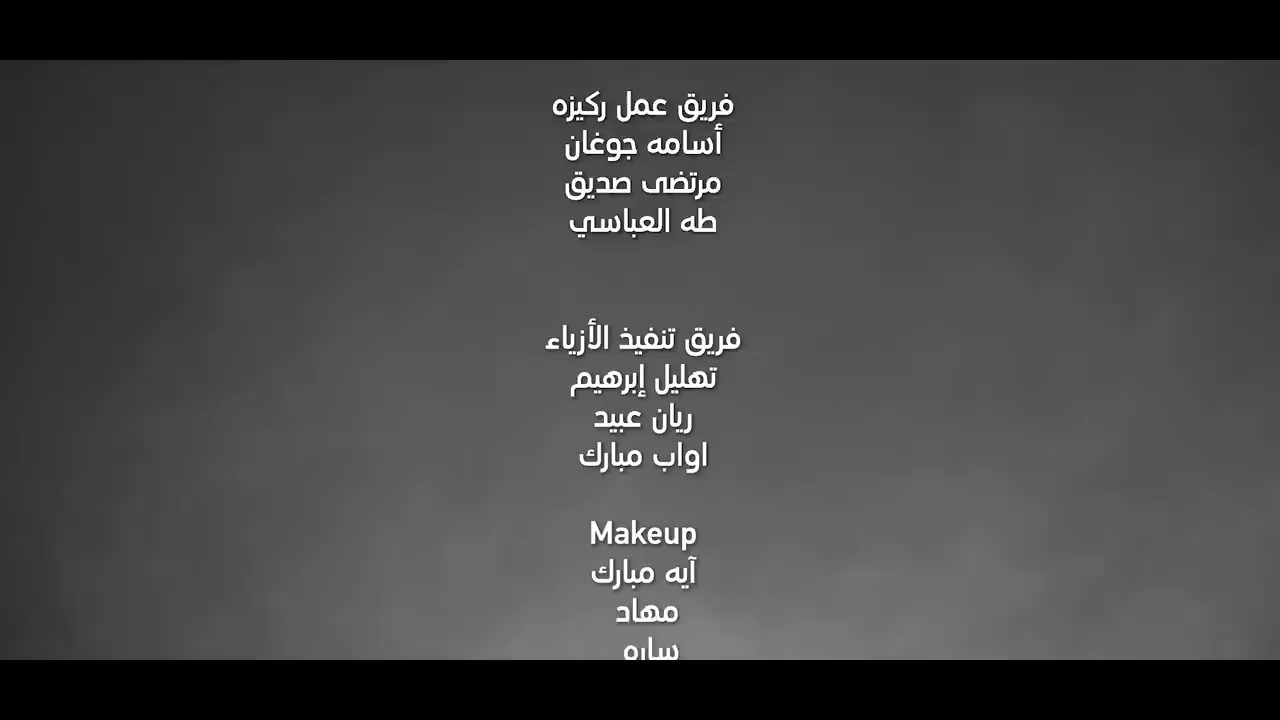 فريق عمل ركيزه
أسامه جوغان
مرتضى صديق
طه العباسي
فريق تنفيذ الأزياء
تهليل إبرهيم
ريان عبيد
اواب مبارك
Makeup
آيه مبارك
مهاد
ساره